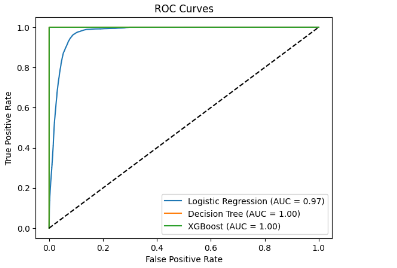 ROC Curves
True Positive Rate
1.0
0.8
0.6
0.4
0.2
0.0
Logistic Regression (AUC = 0.97)
Decision Tree (AUC = 1.00)
XGBoost (AUC = 1.00)
0.0 0.2 0.4 0.6 0.8 1.0
False Positive Rate